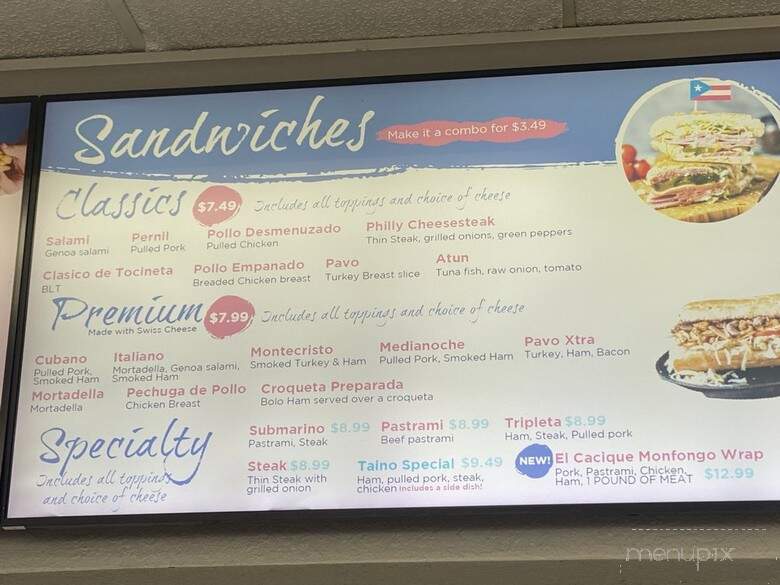 Sandwiches
Make it a combo for $3.49
Classics $7.49 Includes all toppings and choice of cheese
Salami
Genoa salami
Pernil
Pulled Pork
Pollo Desmenuzado
Pulled Chicken
Philly Cheesesteak
Thin Steak, grilled onions, green peppers
Clasico de Tocineta
BLT
Pollo Empanado
Breaded Chicken breast
Pavo
Turkey Breast slice
Atun
Tuna fish, raw onion, tomato
Premium $7.99 Includes all toppings and choice of cheese
Made with Swiss Cheese
Cubano
Pulled Pork,
Smoked Ham
Italiano
Mortadella, Genoa salami,
Smoked Ham
Montecristo
Smoked Turkey & Ham
Medianoche
Pulled Pork, Smoked Ham
Pavo Xtra
Turkey, Ham, Bacon
Mortadella
Mortadella
Pechuga de Pollo
Chicken Breast
Croqueta Preparada
Bolo Ham served over a croqueta
Specialty
Includes all toppings
and choice of cheese
Submarino $8.99
Pastrami, Steak
Pastrami $8.99
Beef pastrami
Tripleta $8.99
Ham, Steak, Pulled pork
Steak $8.99
Thin Steak with
grilled onion
Taino Special $9.49
Ham, pulled pork, steak,
chicken includes a side dish!
NEW! El Cacique Monfongo Wrap
Pork, Pastrami, Chicken,
Ham, 1 POUND OF MEAT $12.99
menupix